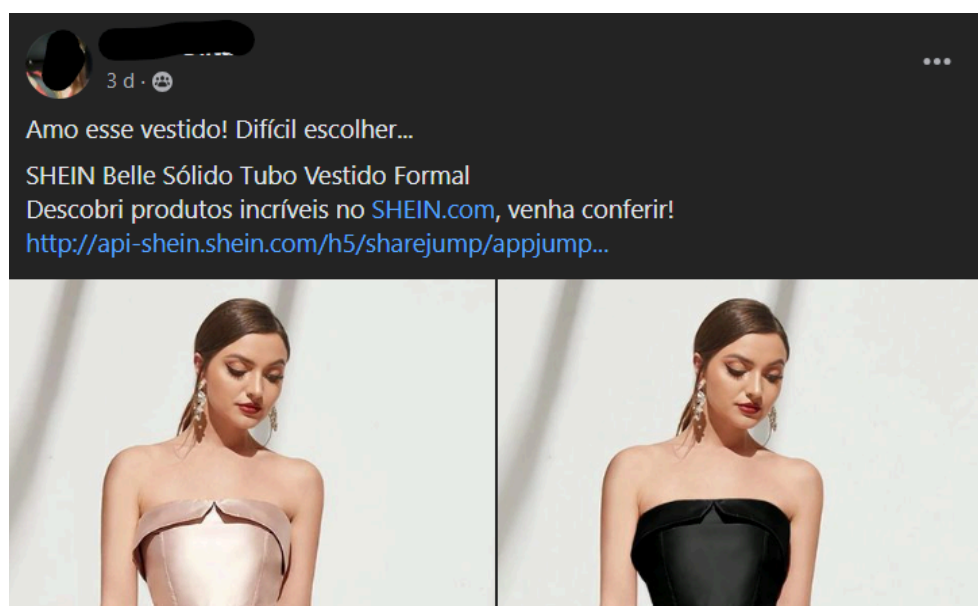 3 d ·
Amo esse vestido! Difícil escolher...
SHEIN Belle Sólido Tubo Vestido Formal
Descobri produtos incríveis no SHEIN.com, venha conferir!
http://api-shein.shein.com/h5/sharejump/appjump...